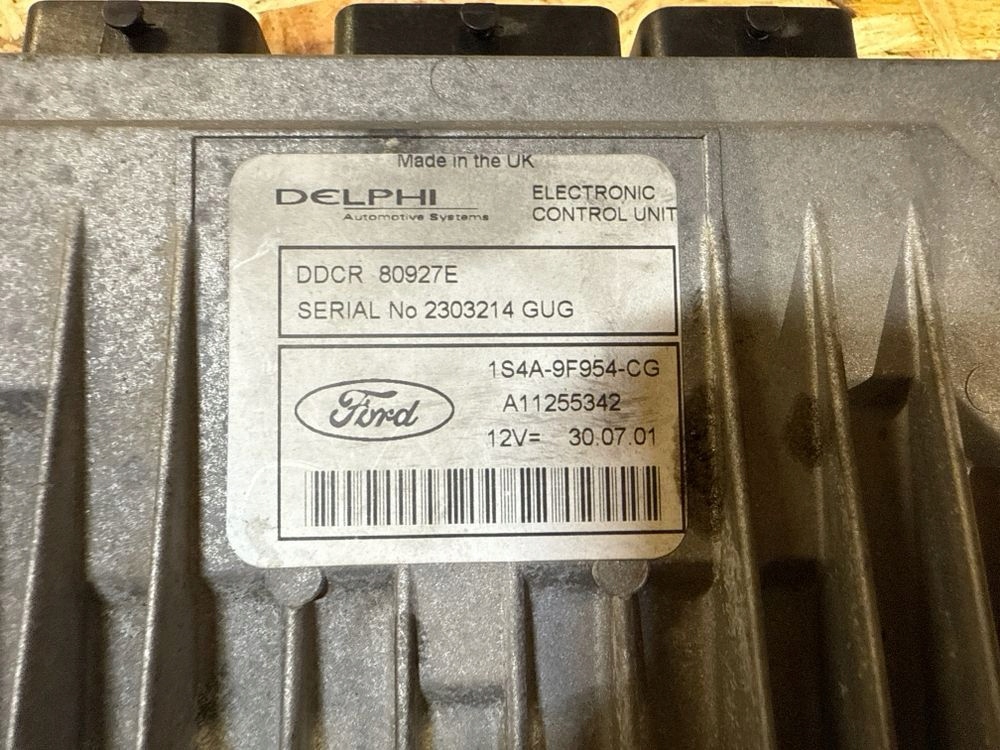 Made in the UK
DELPHI
Automotive Systems
ELECTRONIC
CONTROL UNIT
DDCR 80927E
SERIAL No 2303214 GUG
1S4A-9F954-CG
Ford
A11255342
12V= 30.07.01